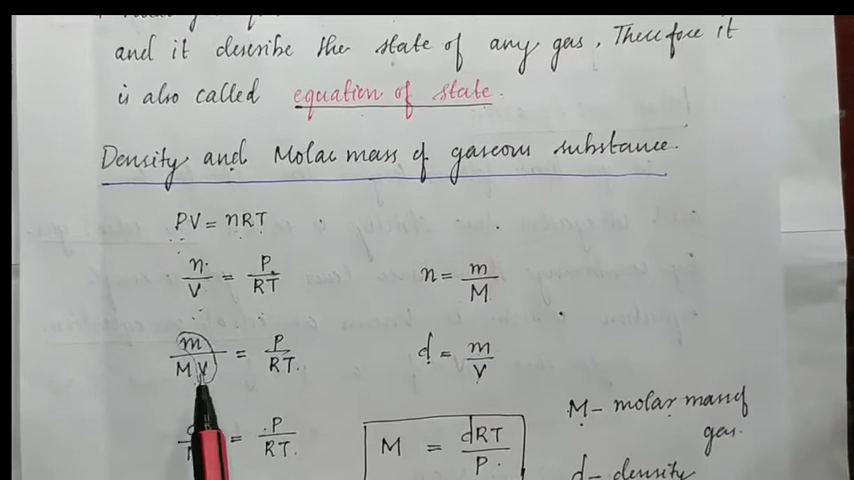 and it describe the state of any gas. Therefore it
is also called equation of state.
Density and Molar mass of gaseous substance.
PV = nRT
n/V = P/RT
n = m/M
m/MV = P/RT
d = m/V
= P/RT
M = dRT/P
M - molar mass of
gas.
d - density